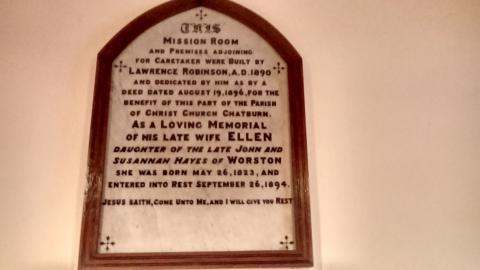 THIS
MISSION ROOM
AND PREMISES ADJOINING
FOR CARETAKER WERE BUILT BY
LAWRENCE ROBINSON, A.D. 1890
AND DEDICATED BY HIM AS BY A
DEED DATED AUGUST 19, 1896, FOR THE
BENEFIT OF THIS PART OF THE PARISH
OF CHRIST CHURCH CHATBURN.
AS A LOVING MEMORIAL
OF HIS LATE WIFE ELLEN
DAUGHTER OF THE LATE JOHN AND
SUSANNAH HAYES OF WORSTON
SHE WAS BORN MAY 26, 1823, AND
ENTERED INTO REST SEPTEMBER 26, 1894.
JESUS SAITH, COME UNTO ME, AND I WILL GIVE YOU REST